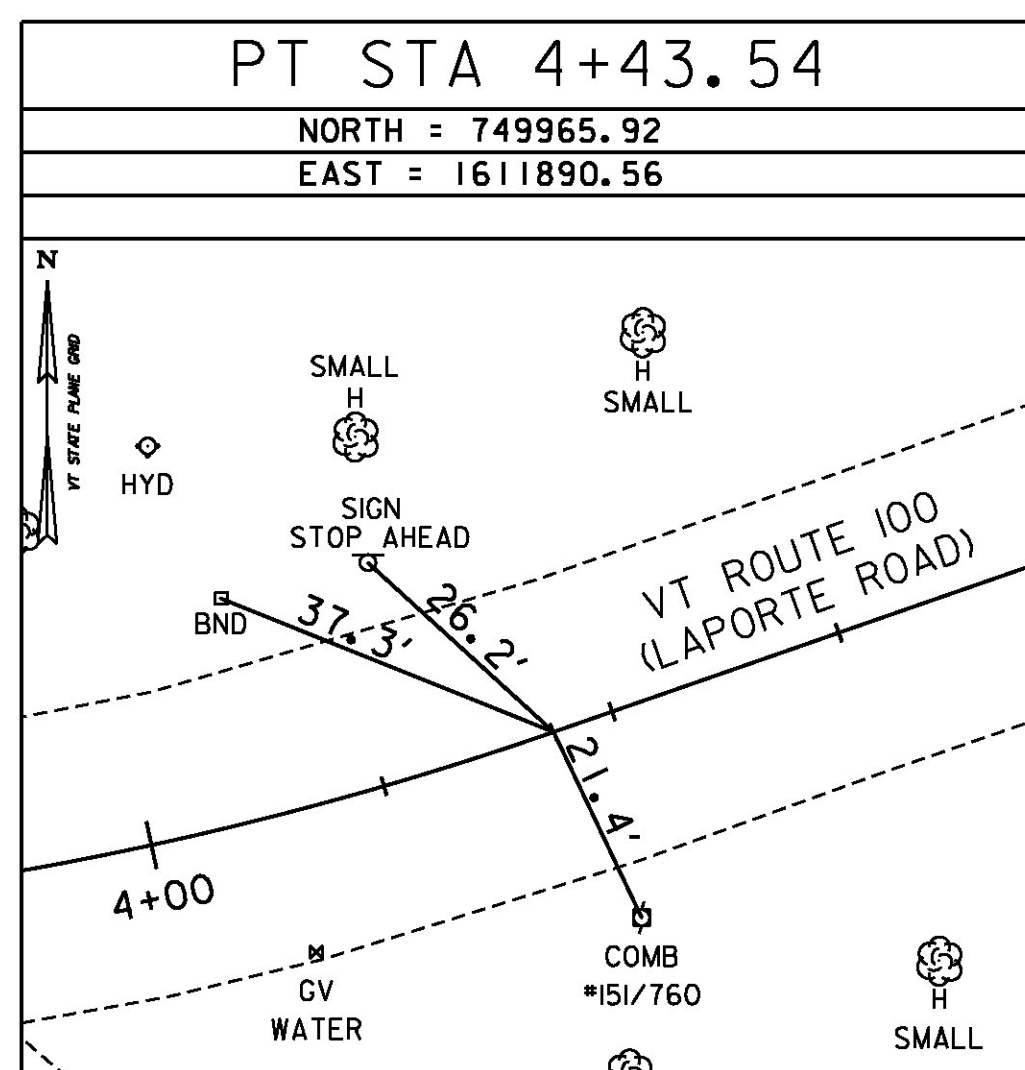 PT STA 4+43.54
NORTH = 749965.92
EAST = 1611890.56
N
VT STATE PLANE GRID
SMALL
H
H
SMALL
HYD
SIGN
STOP AHEAD
VT ROUTE 100
(LAPORTE ROAD)
BND
37.3'
26.2'
21.4'
4+00
COMB
#151/760
GV
WATER
H
SMALL